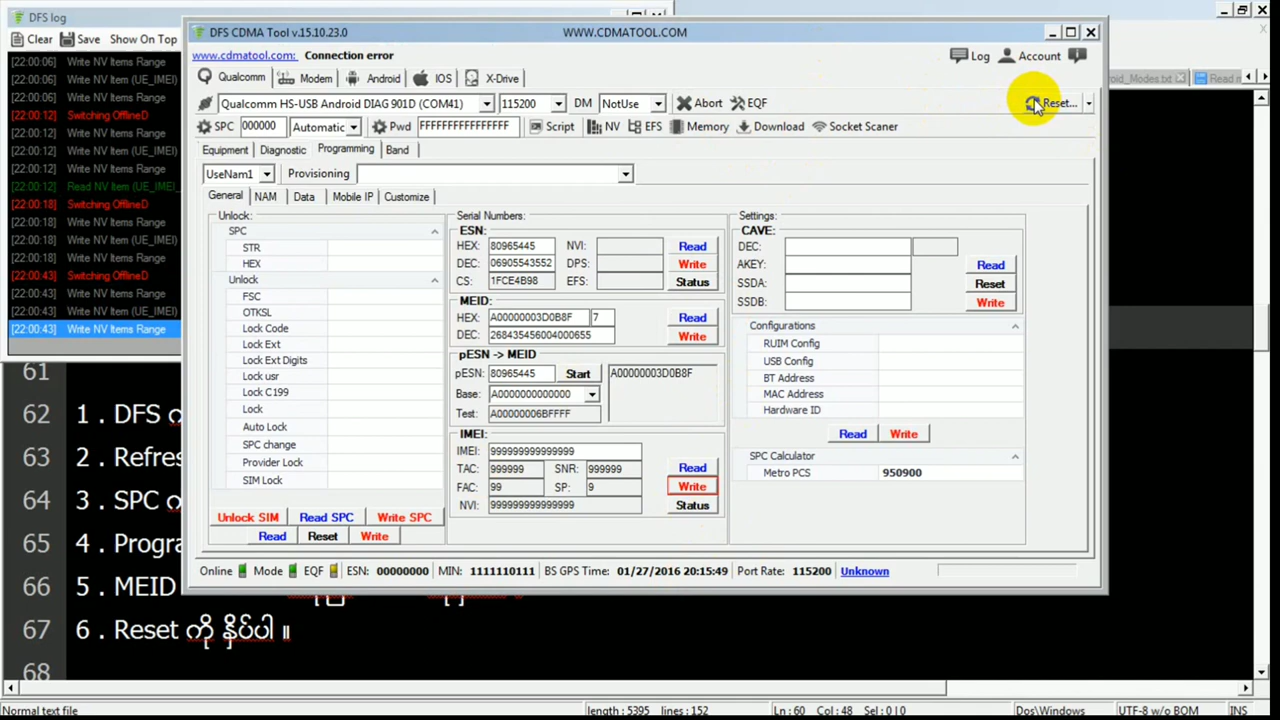 DFS log
Clear Save Show On Top
[22:00:06] Write NV Items Range
[22:00:06] Write NV Item (UE_IMEI)
[22:00:06] Write NV Items Range
[22:00:12] Switching OfflineD
[22:00:12] Write NV Items Range
[22:00:12] Write NV Item (UE_IMEI)
[22:00:12] Write NV Items Range
[22:00:12] Read NV Item (UE_IMEI_
[22:00:18] Switching OfflineD
[22:00:18] Write NV Items Range
[22:00:18] Write NV Item (UE_IMEI)
[22:00:18] Write NV Items Range
[22:00:43] Switching OfflineD
[22:00:43] Write NV Items Range
[22:00:43] Write NV Item (UE_IMEI)
[22:00:43] Write NV Items Range
DFS CDMA Tool v.15.10.23.0 WWW.CDMATOOL.COM
www.cdmatool.com: Connection error Log Account
Qualcomm Modem Android IOS X-Drive
Qualcomm HS-USB Android DIAG 901D (COM41) 115200 DM NotUse Abort EQF Reset...
SPC 000000 Automatic Pwd FFFFFFFFFFFFFFFF Script NV EFS Memory Download Socket Scaner
Equipment Diagnostic Programming Band
UseNam1 Provisioning
General NAM Data Mobile IP Customize
Unlock:
SPC
STR
HEX
Unlock
FSC
OTKSL
Lock Code
Lock Ext
Lock Ext Digits
Lock usr
Lock C199
Lock
Auto Lock
SPC change
Provider Lock
SIM Lock
Unlock SIM Read SPC Write SPC
Read Reset Write
Serial Numbers:
ESN:
HEX: 80965445 NVI: Read
DEC: 06905543552 DPS: Write
CS: 1FCE4B98 EFS: Status
MEID:
HEX: A00000003D0B8F 7 Read
DEC: 268435456004000655 Write
pESN -> MEID
pESN: 80965445 Start A00000003D0B8F
Base: A0000000000000
Test: A00000006BFFFF
IMEI:
IMEI: 99999999999999
TAC: 999999 SNR: 999999 Read
FAC: 99 SP: 9 Write
NVI: 99999999999999 Status
Settings:
CAVE:
DEC:
AKEY: Read
SSDA: Reset
SSDB: Write
Configurations
RUIM Config
USB Config
BT Address
MAC Address
Hardware ID
Read Write
SPC Calculator
Metro PCS 950900
Online Mode EQF ESN: 00000000 MIN: 1111110111 BS GPS Time: 01/27/2016 20:15:49 Port Rate: 115200 Unknown
oid_Modes.txt Read m
61
62 1 . DFS
63 2 . Refres
64 3 . SPC
65 4 . Progra
66 5 . MEID
67 6 . Reset ကို နှိပ်ပါ ။
68
Normal text file length : 5395 lines : 152 Ln : 60 Col : 48 Sel : 0 | 0 Dos\Windows UTF-8 w/o BOM INS